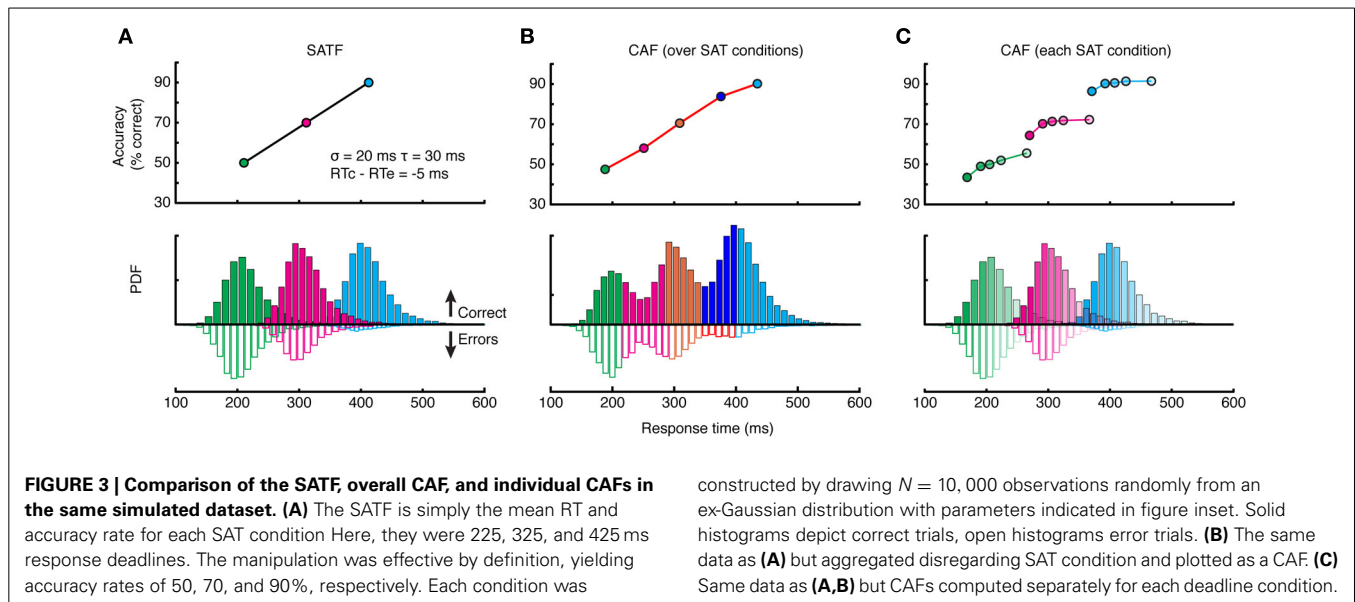 A
SATF
90
70
50
30
Accuracy
(% correct)
σ = 20 ms τ = 30 ms
RTc - RTe = -5 ms
B
CAF (over SAT conditions)
90
70
50
30
C
CAF (each SAT condition)
90
70
50
30
PDF
Correct
Errors
100 200 300 400 500 600
100 200 300 400 500 600
100 200 300 400 500 600
Response time (ms)
FIGURE 3 | Comparison of the SATF, overall CAF, and individual CAFs in
the same simulated dataset. (A) The SATF is simply the mean RT and
accuracy rate for each SAT condition Here, they were 225, 325, and 425 ms
response deadlines. The manipulation was effective by definition, yielding
accuracy rates of 50, 70, and 90%, respectively. Each condition was
constructed by drawing N = 10, 000 observations randomly from an
ex-Gaussian distribution with parameters indicated in figure inset. Solid
histograms depict correct trials, open histograms error trials. (B) The same
data as (A) but aggregated disregarding SAT condition and plotted as a CAF. (C)
Same data as (A,B) but CAFs computed separately for each deadline condition.